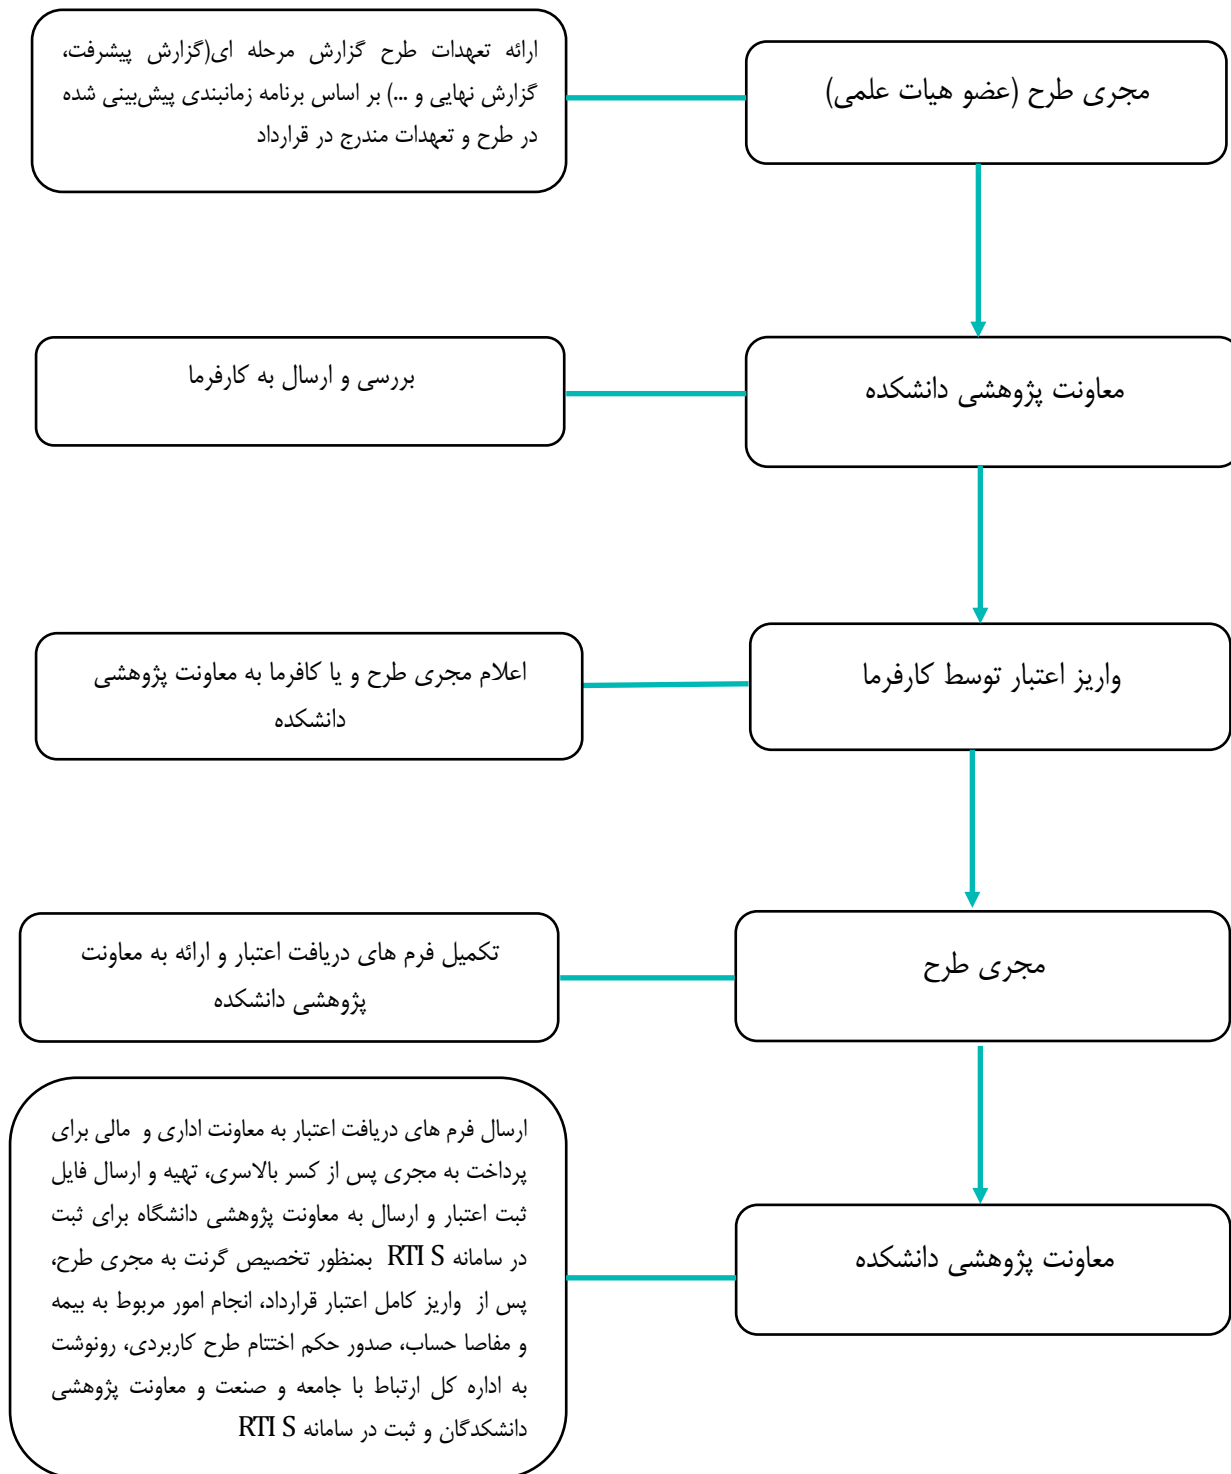 مجری طرح (عضو هیات علمی)
ارائه تعهدات طرح گزارش مرحله ای(گزارش پیشرفت،
گزارش نهایی و ...) بر اساس برنامه زمانبندی پیش‌بینی شده
در طرح و تعهدات مندرج در قرارداد
معاونت پژوهشی دانشکده
بررسی و ارسال به کارفرما
واریز اعتبار توسط کارفرما
اعلام مجری طرح و یا کافرما به معاونت پژوهشی
دانشکده
مجری طرح
تکمیل فرم های دریافت اعتبار و ارائه به معاونت
پژوهشی دانشکده
معاونت پژوهشی دانشکده
ارسال فرم های دریافت اعتبار به معاونت اداری و مالی برای
پرداخت به مجری پس از کسر بالاسری، تهیه و ارسال فایل
ثبت اعتبار و ارسال به معاونت پژوهشی دانشگاه برای ثبت
در سامانه RTI S بمنظور تخصیص گرنت به مجری طرح،
پس از واریز کامل اعتبار قرارداد، انجام امور مربوط به بیمه
و مفاصا حساب، صدور حکم اختتام طرح کاربردی، رونوشت
به اداره کل ارتباط با جامعه و صنعت و معاونت پژوهشی
دانشکدگان و ثبت در سامانه RTI S